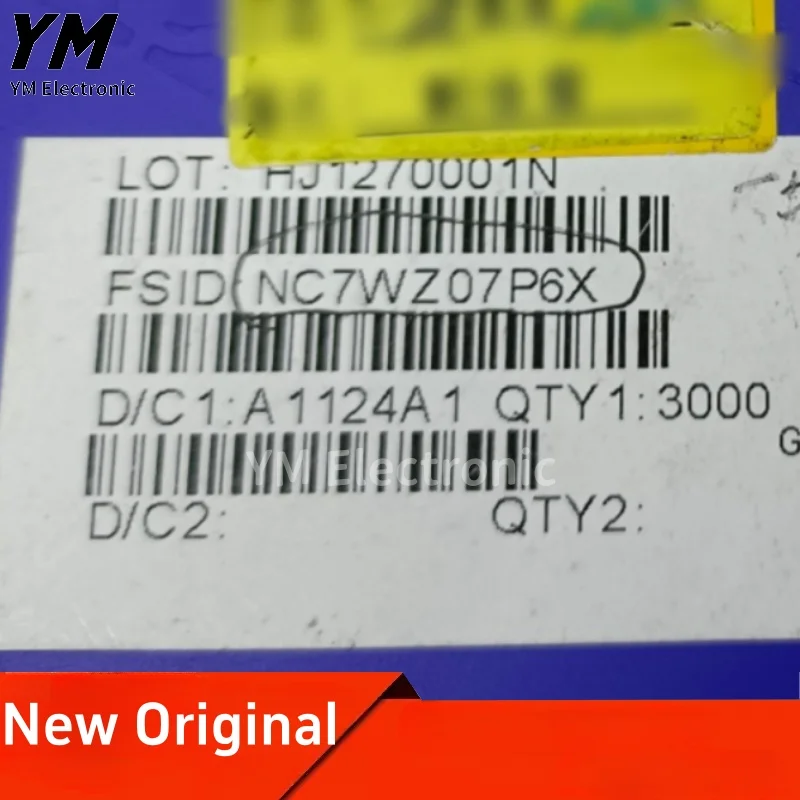 YM
YM Electronic
LOT: HJ1270001N
FSID:NC7WZ07P6X
D/C1:A1124A1 QTY1:3000
G
YM Electronic
D/C2: QTY2:
New Original